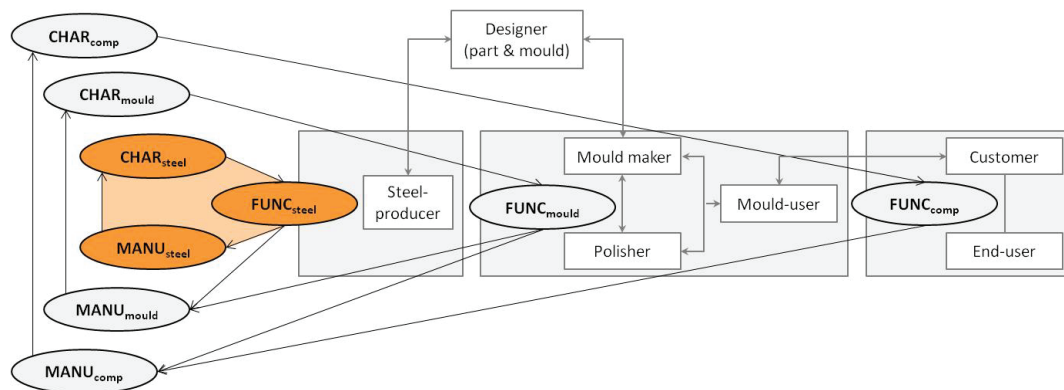 CHARcomp
Designer
(part & mould)
CHARmould
CHARsteel
Mould maker
Customer
FUNCsteel
Steel-
producer
FUNCmould
Mould-user
FUNCcomp
MANUsteel
Polisher
End-user
MANUmould
MANUcomp